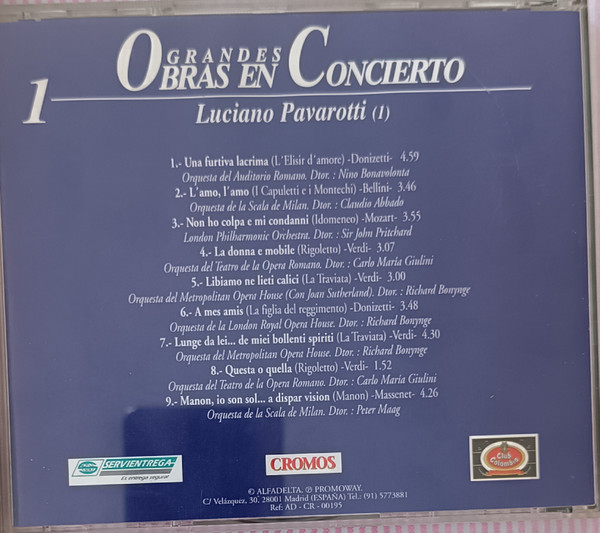 1
GRANDES
OBRAS EN CONCIERTO
Luciano Pavarotti (1)
1.- Una furtiva lacrima (L'Elisir d'amore) -Donizetti- 4.59
Orquesta del Auditorio Romano. Dtor. : Nino Bonavolonta
2.- L'amo, l'amo (I Capuletti e i Montechi) -Bellini- 3.46
Orquesta de la Scala de Milan. Dtor. : Claudio Abbado
3.- Non ho colpa e mi condanni (Idomeneo) -Mozart- 3.55
London Philharmonic Orchestra. Dtor. : Sir John Pritchard
4.- La donna e mobile (Rigoletto) -Verdi- 3.07
Orquesta del Teatro de la Opera Romano. Dtor. : Carlo María Giulini
5.- Libiamo ne lieti calici (La Traviata) -Verdi- 3.00
Orquesta del Metropolitan Opera House (Con Joan Sutherland). Dtor. : Richard Bonynge
6.- A mes amis (La figlia del reggimento) -Donizetti- 3.48
Orquesta de la London Royal Opera House. Dtor. : Richard Bonynge
7.- Lunge da lei... de miei bollenti spiriti (La Traviata) -Verdi- 4.30
Orquesta del Metropolitan Opera House. Dtor. : Richard Bonynge
8.- Questa o quella (Rigoletto) -Verdi- 1.52
Orquesta del Teatro de la Opera Romano. Dtor. : Carlo María Giulini
9.- Manon, io son sol... a dispar vision (Manon) -Massenet- 4.26
Orquesta de la Scala de Milan. Dtor. : Peter Maag
SERVIENTREGA
Es entrega segura!
CROMOS
Club
Colombia
© ALFADELTA. ℗ PROMOWAY.
C/ Velázquez, 30. 28001 Madrid (ESPAÑA) Tel.: (91) 5773881
Ref: AD - CR - 00195